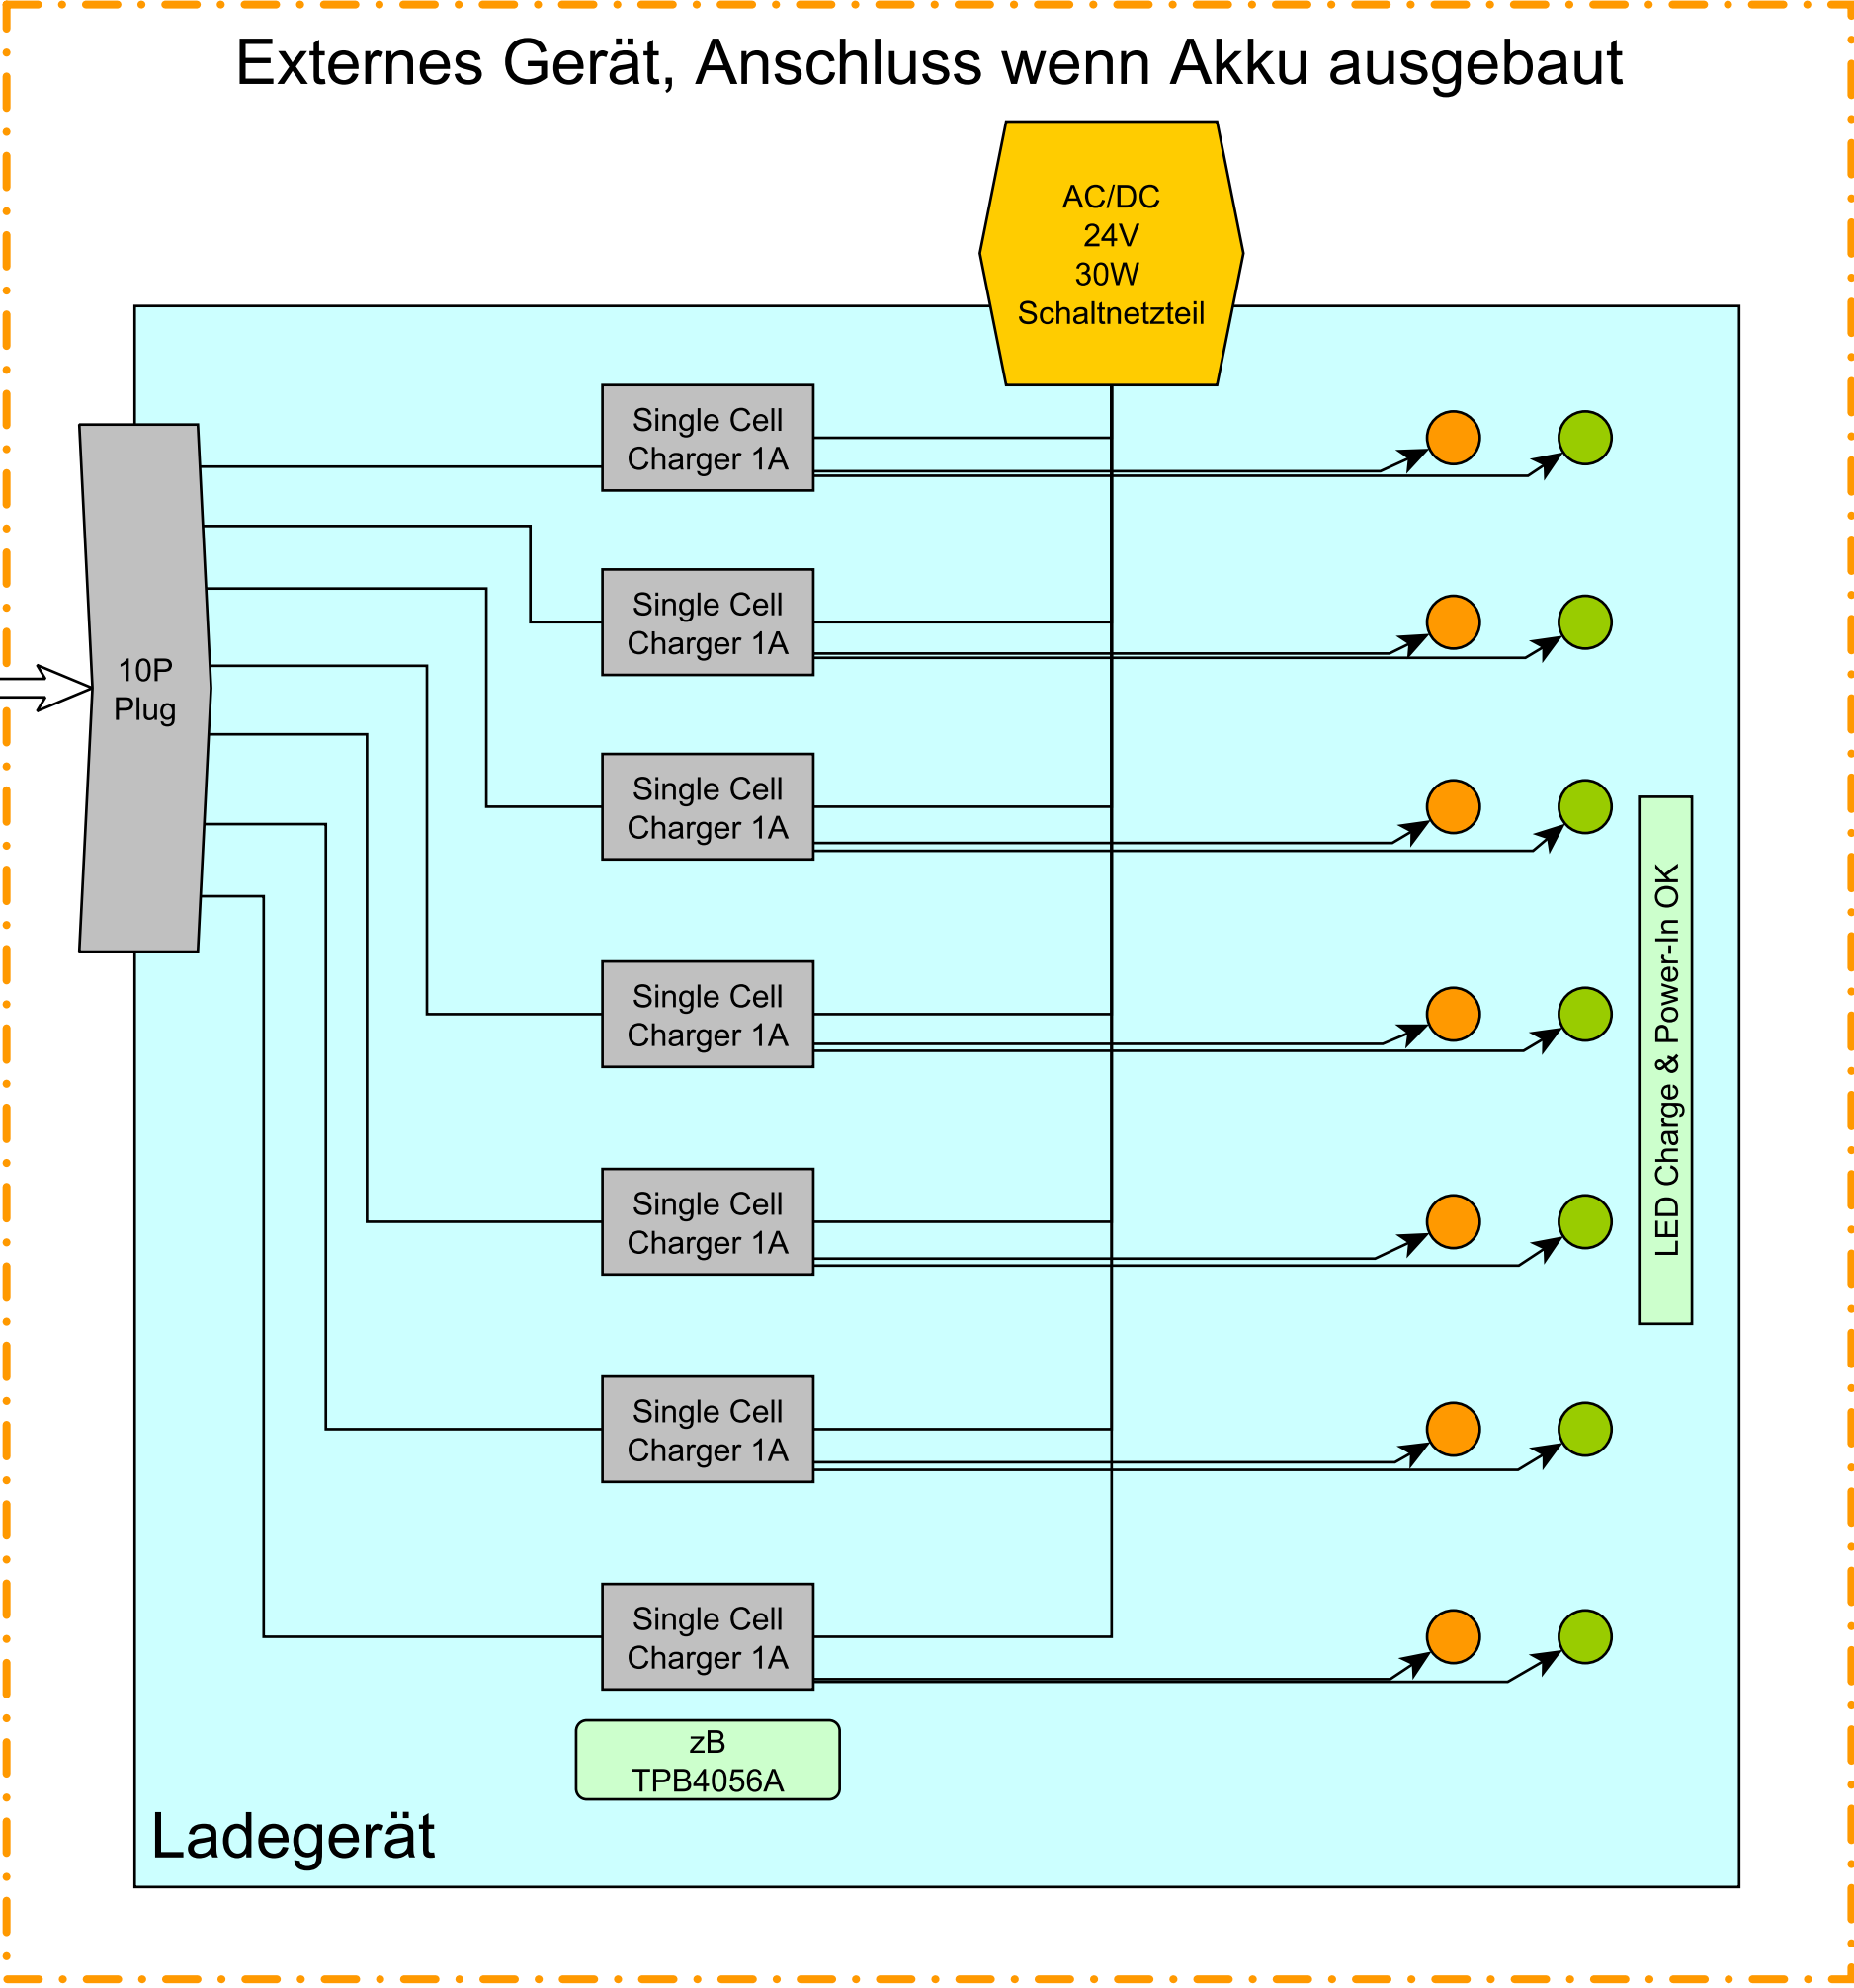 Externes Gerät, Anschluss wenn Akku ausgebaut
AC/DC
24V
30W
Schaltnetzteil
Single Cell
Charger 1A
Single Cell
Charger 1A
10P
Plug
Single Cell
Charger 1A
LED Charge & Power-In OK
Single Cell
Charger 1A
Single Cell
Charger 1A
Single Cell
Charger 1A
Single Cell
Charger 1A
zB
TPB4056A
Ladegerät